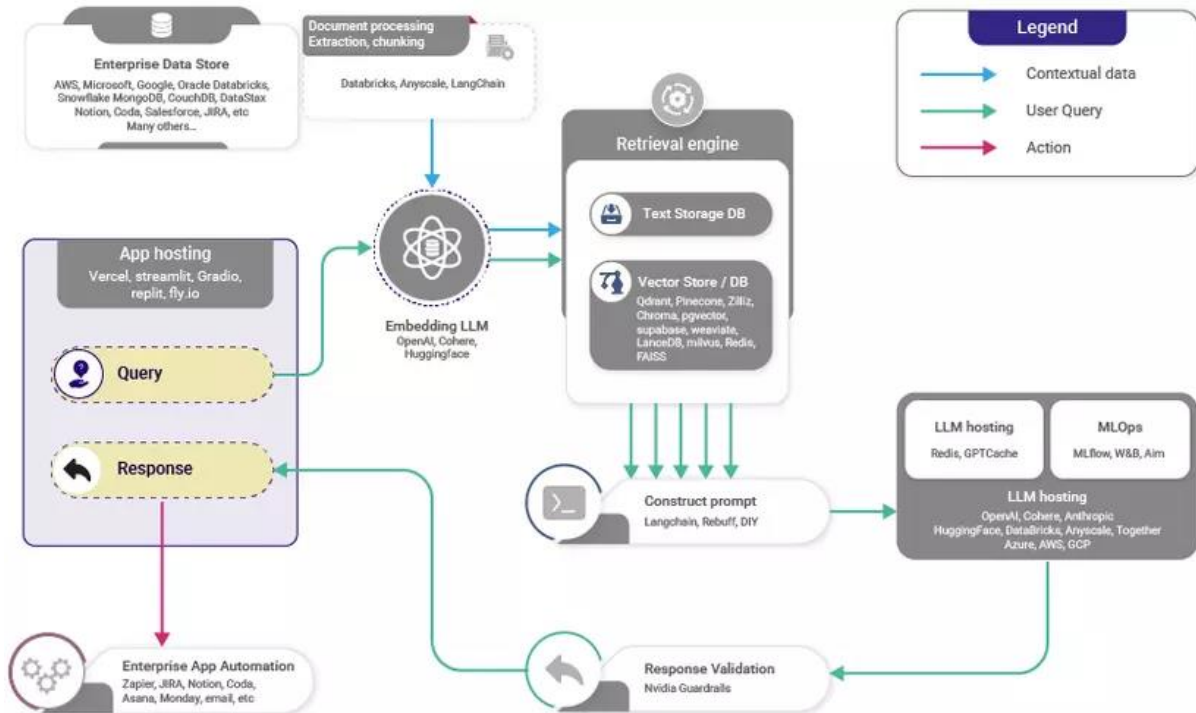 Enterprise Data Store
AWS, Microsoft, Google, Oracle Databricks,
Snowflake MongoDB, CouchDB, DataStax
Notion, Coda, Salesforce, JIRA, etc
Many others...
Document processing
Extraction, chunking
Databricks, Anyscale, LangChain
Legend
Contextual data
User Query
Action
Retrieval engine
Text Storage DB
Vector Store / DB
Qdrant, Pinecone, Zilliz,
Chroma, pgvector,
supabase, weaviate,
LanceDB, milvus, Redis,
FAISS
App hosting
Vercel, streamlit, Gradio,
replit, fly.io
Query
Response
Embedding LLM
OpenAI, Cohere,
Huggingface
Construct prompt
Langchain, Rebuff, DIY
LLM hosting
Redis, GPTCache
MLOps
MLflow, W&B, Aim
LLM hosting
OpenAI, Cohere, Anthropic
HuggingFace, DataBricks, Anyscale, Together
Azure, AWS, GCP
Enterprise App Automation
Zapier, JIRA, Notion, Coda,
Asana, Monday, email, etc
Response Validation
Nvidia Guardrails